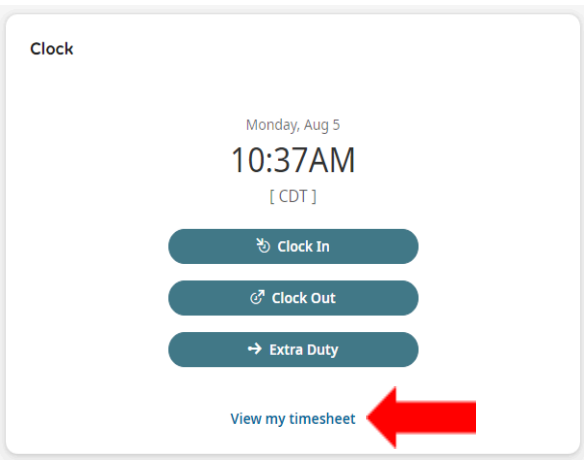 Clock
Monday, Aug 5
10:37AM
[ CDT ]
Clock In
Clock Out
Extra Duty
View my timesheet